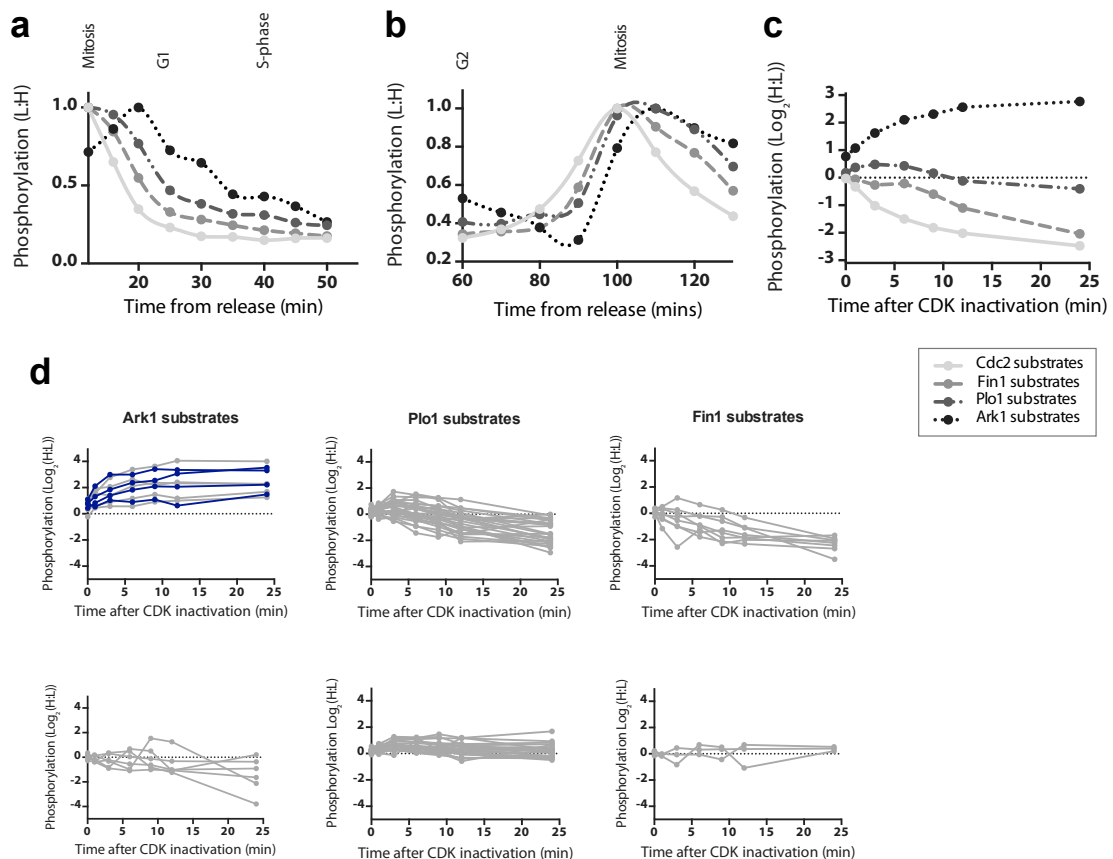 a
Mitosis
G1
S-phase
Phosphorylation (L:H)
1.0
0.5
0.0
20
30
40
50
Time from release (min)
b
G2
Mitosis
Phosphorylation (L:H)
1.0
0.8
0.6
0.4
0.2
60
80
100
120
Time from release (mins)
c
Phosphorylation (Log2(H:L))
3
2
1
0
-1
-2
-3
0
5
10
15
20
25
Time after CDK inactivation (min)
Cdc2 substrates
Fin1 substrates
Plo1 substrates
Ark1 substrates
d
Ark1 substrates
Phosphorylation (Log2(H:L))
4
2
0
-2
-4
0
5
10
15
20
25
Time after CDK inactivation (min)
Plo1 substrates
Phosphorylation (Log2(H:L))
4
2
0
-2
-4
0
5
10
15
20
25
Time after CDK inactivation (min)
Fin1 substrates
Phosphorylation (Log2(H:L))
4
2
0
-2
-4
0
5
10
15
20
25
Time after CDK inactivation (min)
Phosphorylation (Log2(H:L))
4
2
0
-2
-4
0
5
10
15
20
25
Time after CDK inactivation (min)
Phosphorylation Log2(H:L))
4
2
0
-2
-4
0
5
10
15
20
25
Time after CDK inactivation (min)
Phosphorylation Log2(H:L)
4
2
0
-2
-4
0
5
10
15
20
25
Time after CDK inactivation (min)